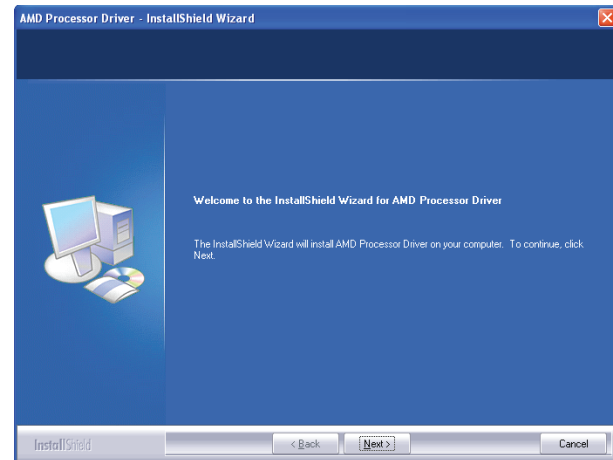 AMD Processor Driver - InstallShield Wizard
Welcome to the InstallShield Wizard for AMD Processor Driver
The InstallShield Wizard will install AMD Processor Driver on your computer. To continue, click
Next.
InstallShield
< Back
Next >
Cancel